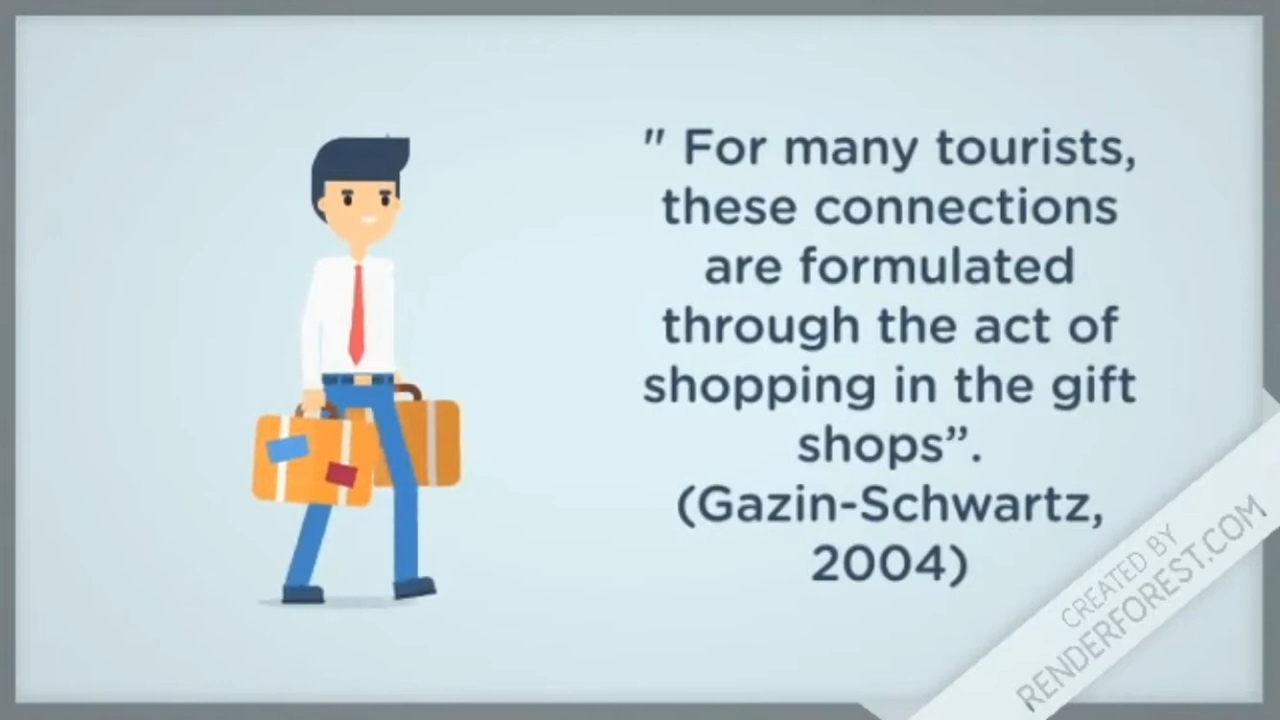 " For many tourists,
these connections
are formulated
through the act of
shopping in the gift
shops”.
(Gazin-Schwartz,
2004)
CREATED BY
RENDERFOREST.COM